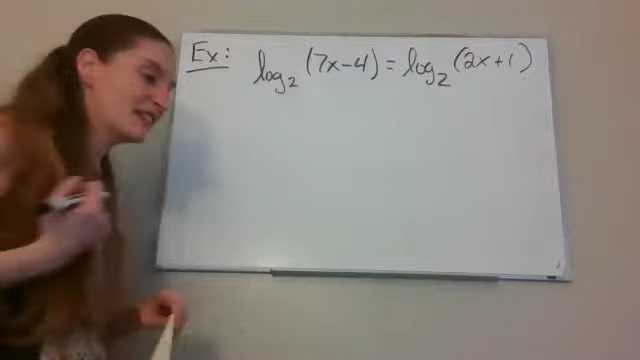 Ex: log₂ (7x-4) = log₂ (2x+1)